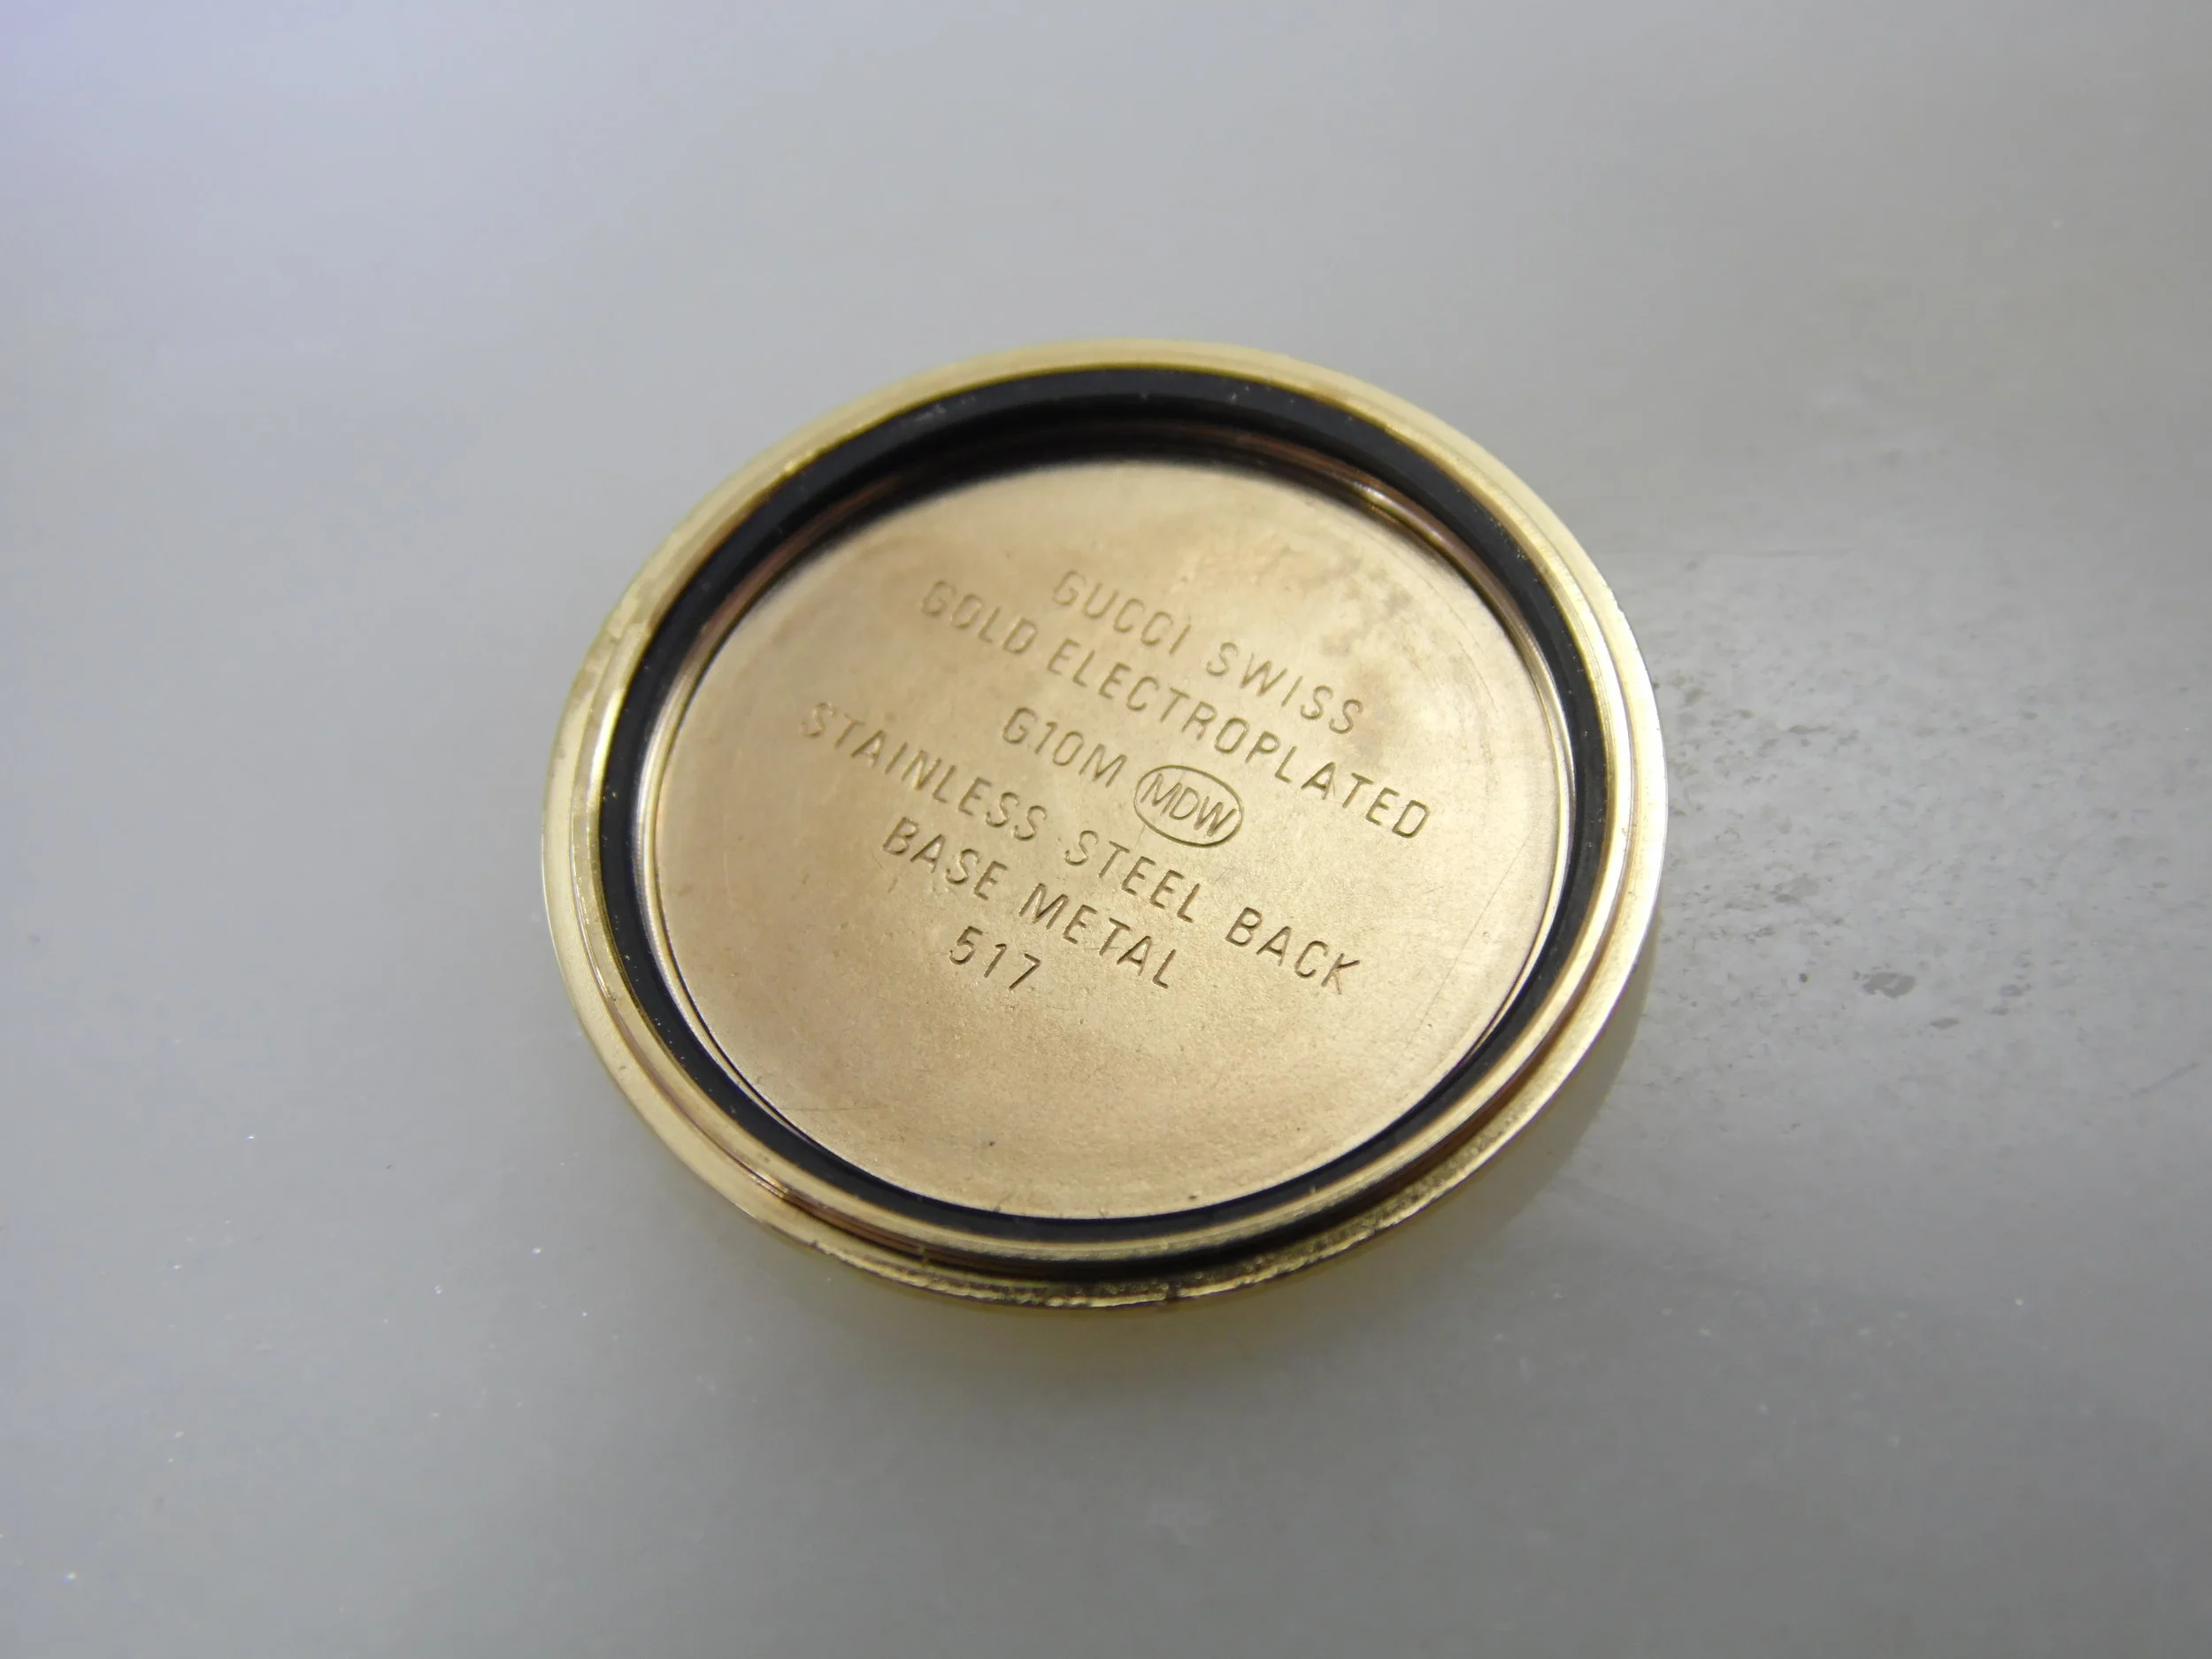 GUCCI SWISS
GOLD ELECTROPLATED
G10M MDW
STAINLESS STEEL BACK
BASE METAL
517